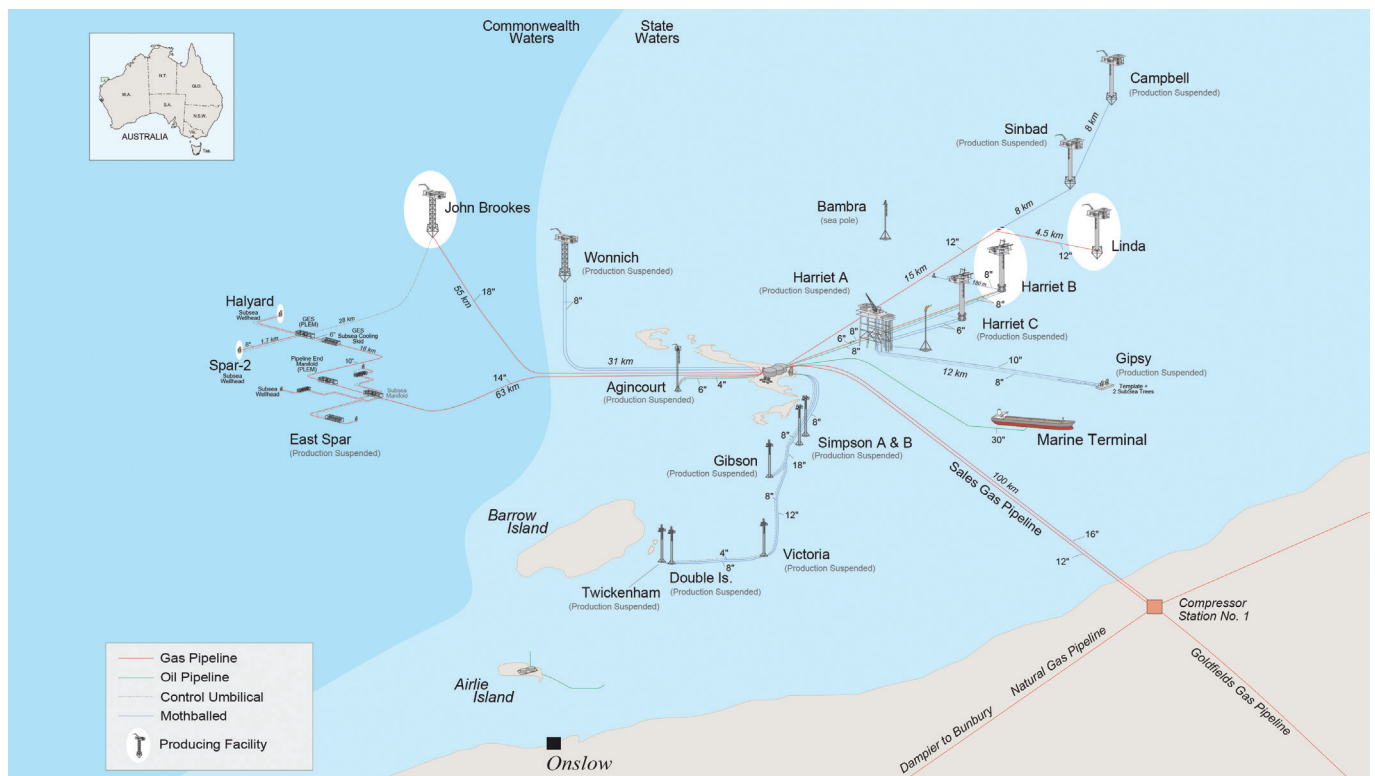 Commonwealth
Waters
State
Waters
N.T.
W.A.
QLD.
S.A.
N.S.W.
Vic.
Tas.
AUSTRALIA
Campbell
(Production Suspended)
8 km
Sinbad
(Production Suspended)
8 km
John Brookes
Bambra
(sea pole)
4.5 km
12"
Linda
Wonnich
(Production Suspended)
8"
12"
15 km
Harriet A
(Production Suspended)
8"
180 m
Harriet B
8"
55 km
18"
Halyard
Subsea
Wellhead
GES
(PLEM)
28 km
6"
GES
Subsea Cooling
Skid
16 km
8"
1.7 km
Spar-2
Subsea
Wellhead
Pipeline End
Manifold
(PLEM)
10"
Subsea
Wellhead
Subsea
Manifold
East Spar
(Production Suspended)
14"
63 km
31 km
Agincourt
(Production Suspended)
6"
4"
8"
6"
8"
6"
Harriet C
(Production Suspended)
10"
12 km
8"
Gipsy
(Production Suspended)
Template +
2 SubSea Trees
30"
Marine Terminal
8"
8"
Simpson A & B
(Production Suspended)
18"
Gibson
(Production Suspended)
8"
12"
Sales Gas Pipeline
100 km
16"
12"
Barrow
Island
4"
8"
Victoria
(Production Suspended)
Double Is.
(Production Suspended)
Twickenham
(Production Suspended)
Compressor
Station No. 1
Dampier to Bunbury
Natural Gas Pipeline
Goldfields Gas Pipeline
Airlie
Island
Onslow
Gas Pipeline
Oil Pipeline
Control Umbilical
Mothballed
Producing Facility